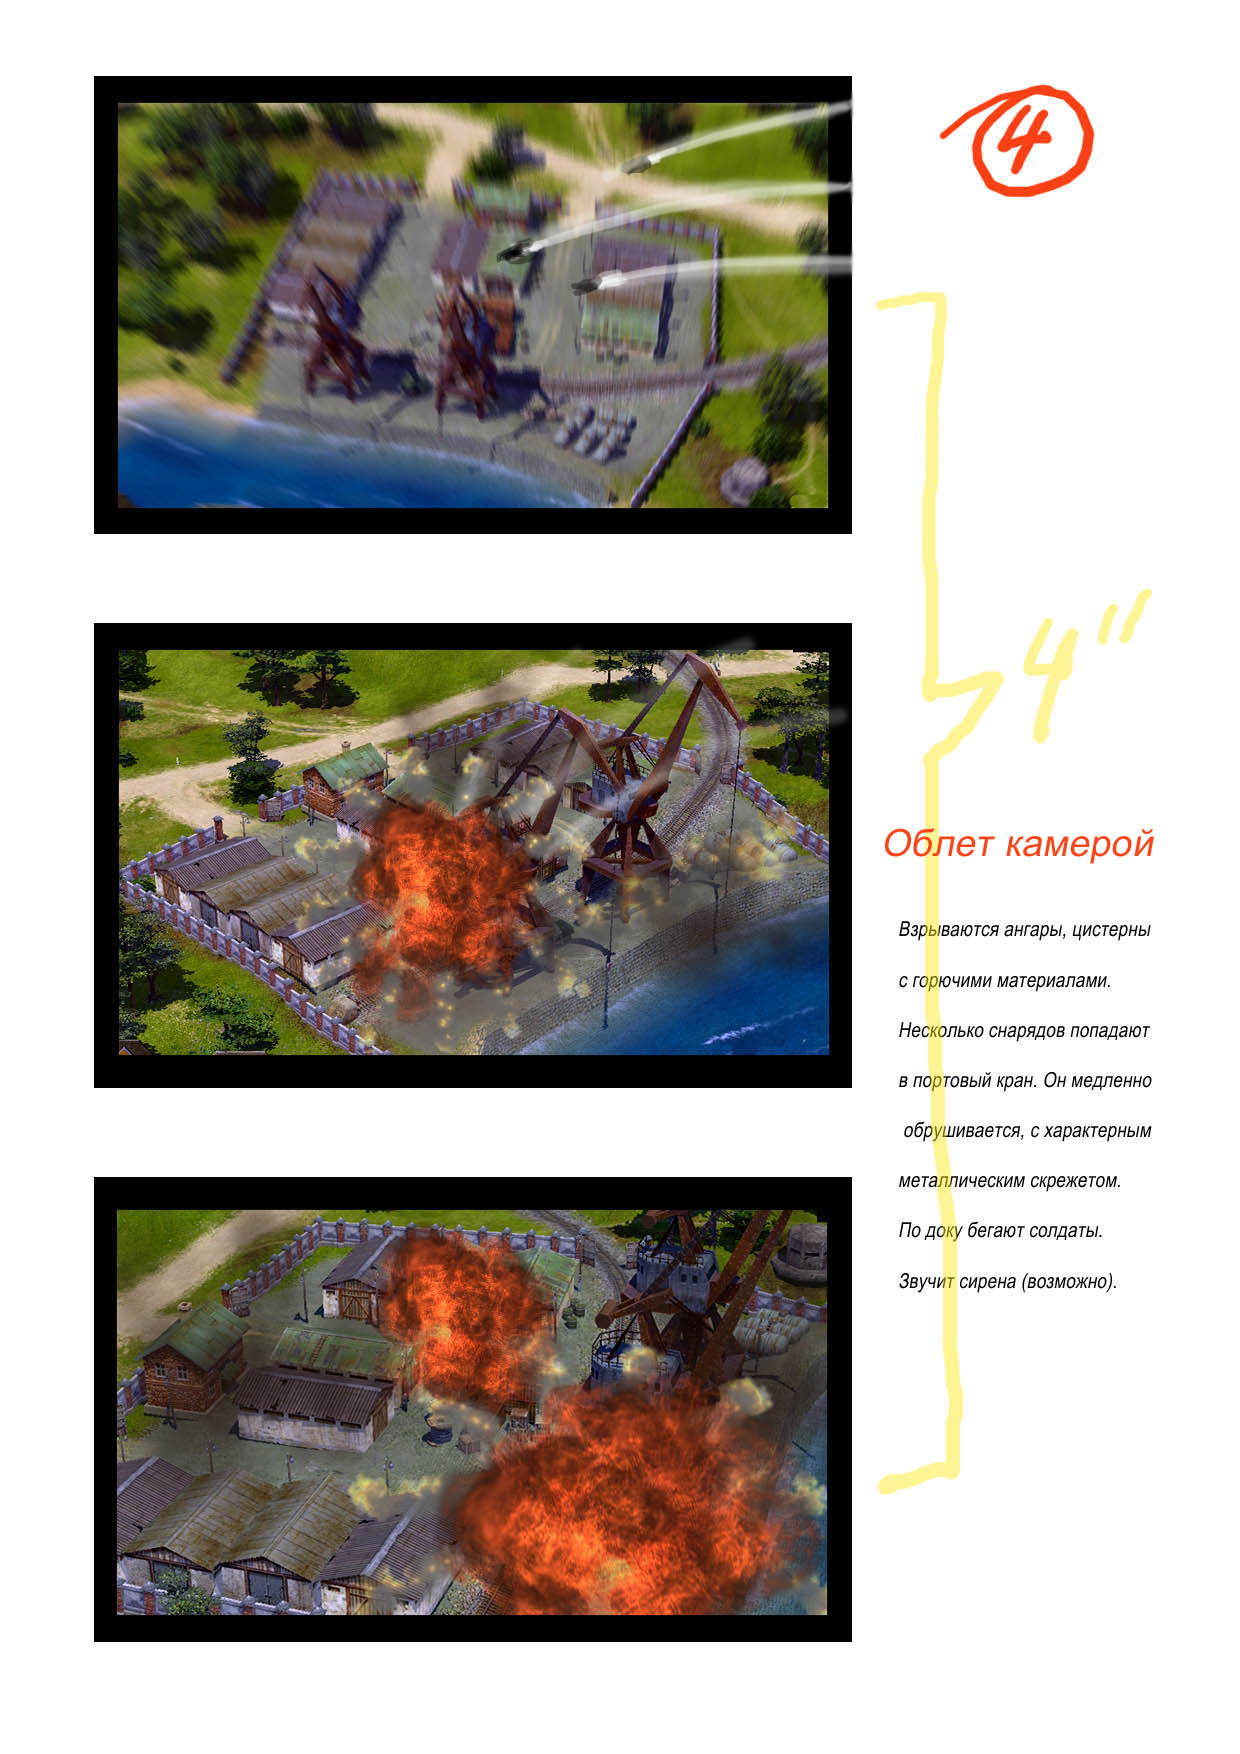 4
4"
Облет камерой
Взрываются ангары, цистерны
с горючими материалами.
Несколько снарядов попадают
в портовый кран. Он медленно
обрушивается, с характерным
металлическим скрежетом.
По доку бегают солдаты.
Звучит сирена (возможно).